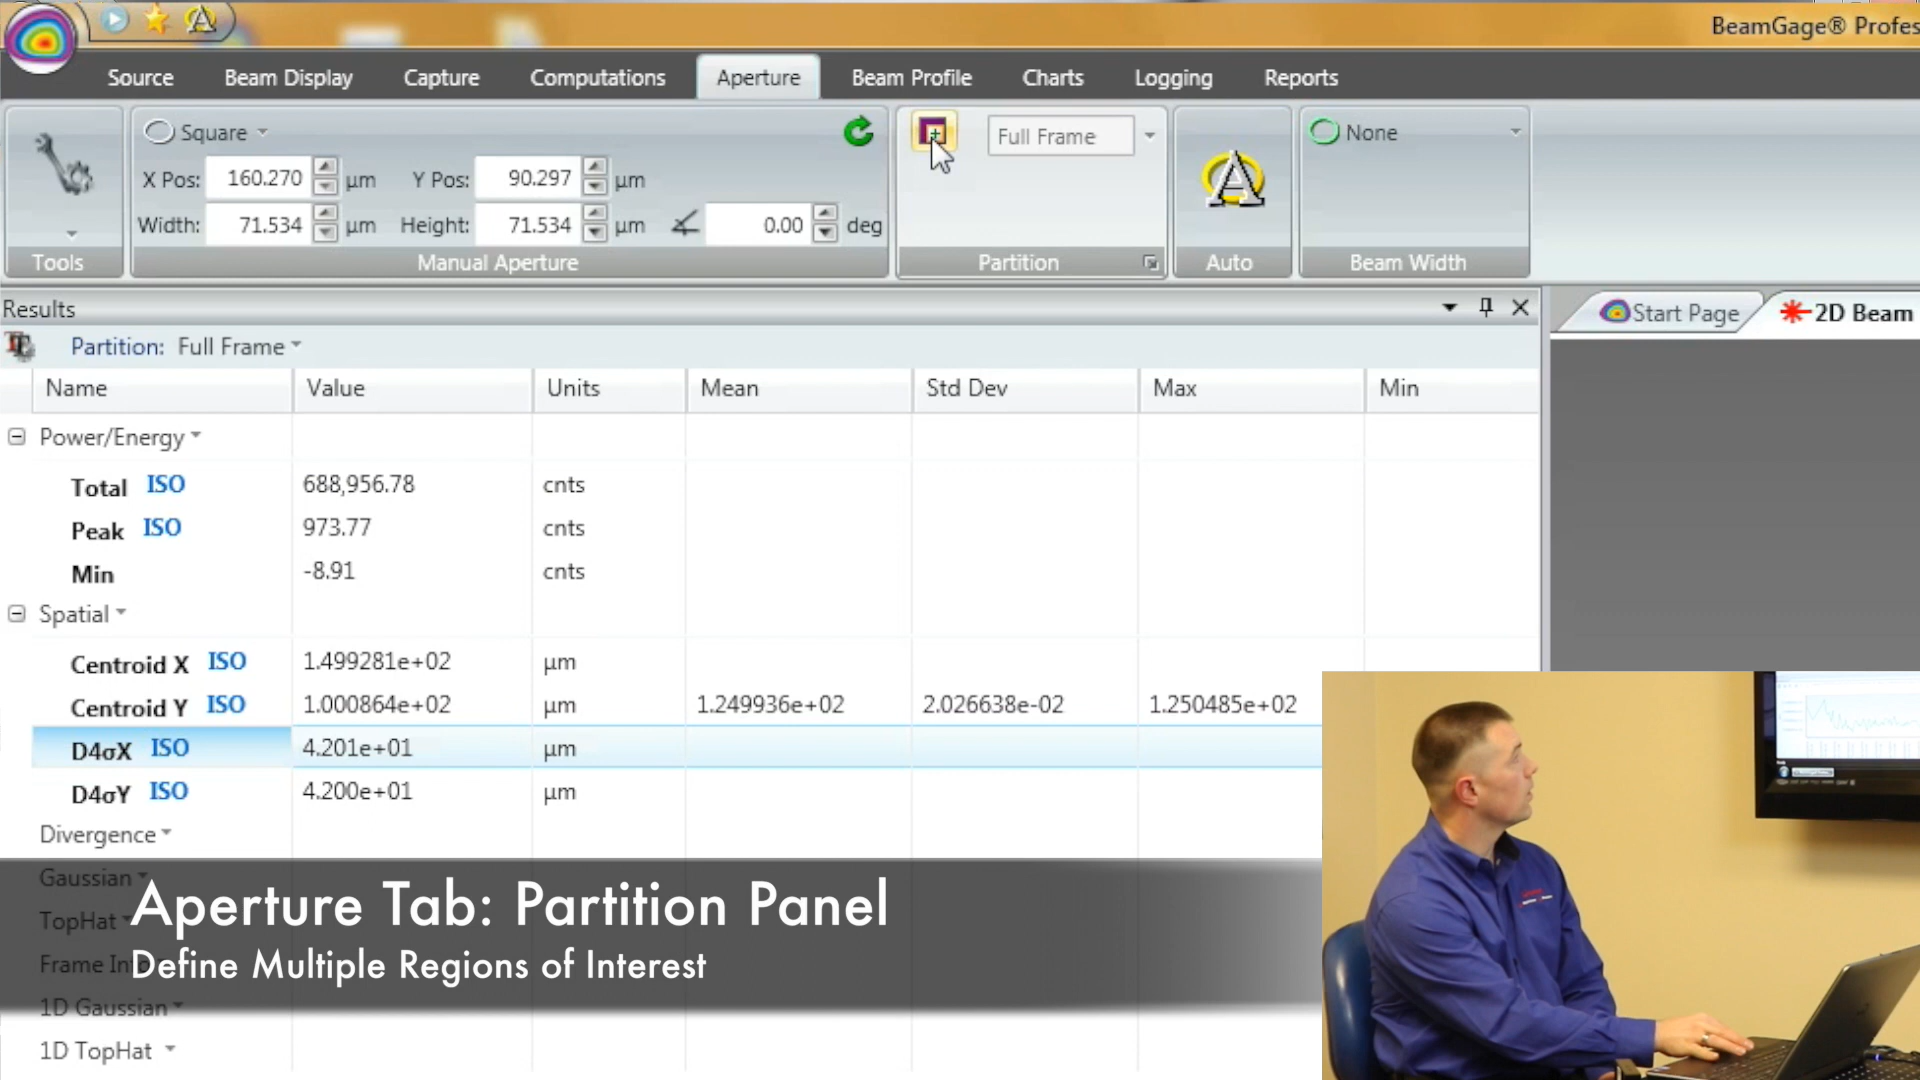 BeamGage® Profes
Source Beam Display Capture Computations Aperture Beam Profile Charts Logging Reports
Square Full Frame None
X Pos: 160.270 µm Y Pos: 90.297 µm
Width: 71.534 µm Height: 71.534 µm 0.00 deg
Tools Manual Aperture Partition Auto Beam Width
Results Start Page 2D Beam
Partition: Full Frame
Name Value Units Mean Std Dev Max Min
Power/Energy
Total ISO 688,956.78 cnts
Peak ISO 973.77 cnts
Min -8.91 cnts
Spatial
Centroid X ISO 1.499281e+02 µm
Centroid Y ISO 1.000864e+02 µm 1.249936e+02 2.026638e-02 1.250485e+02
D4σX ISO 4.201e+01 µm
D4σY ISO 4.200e+01 µm
Divergence
Gaussian
Aperture Tab: Partition Panel
TopHat
Frame In
Define Multiple Regions of Interest
1D Gaussian
1D TopHat